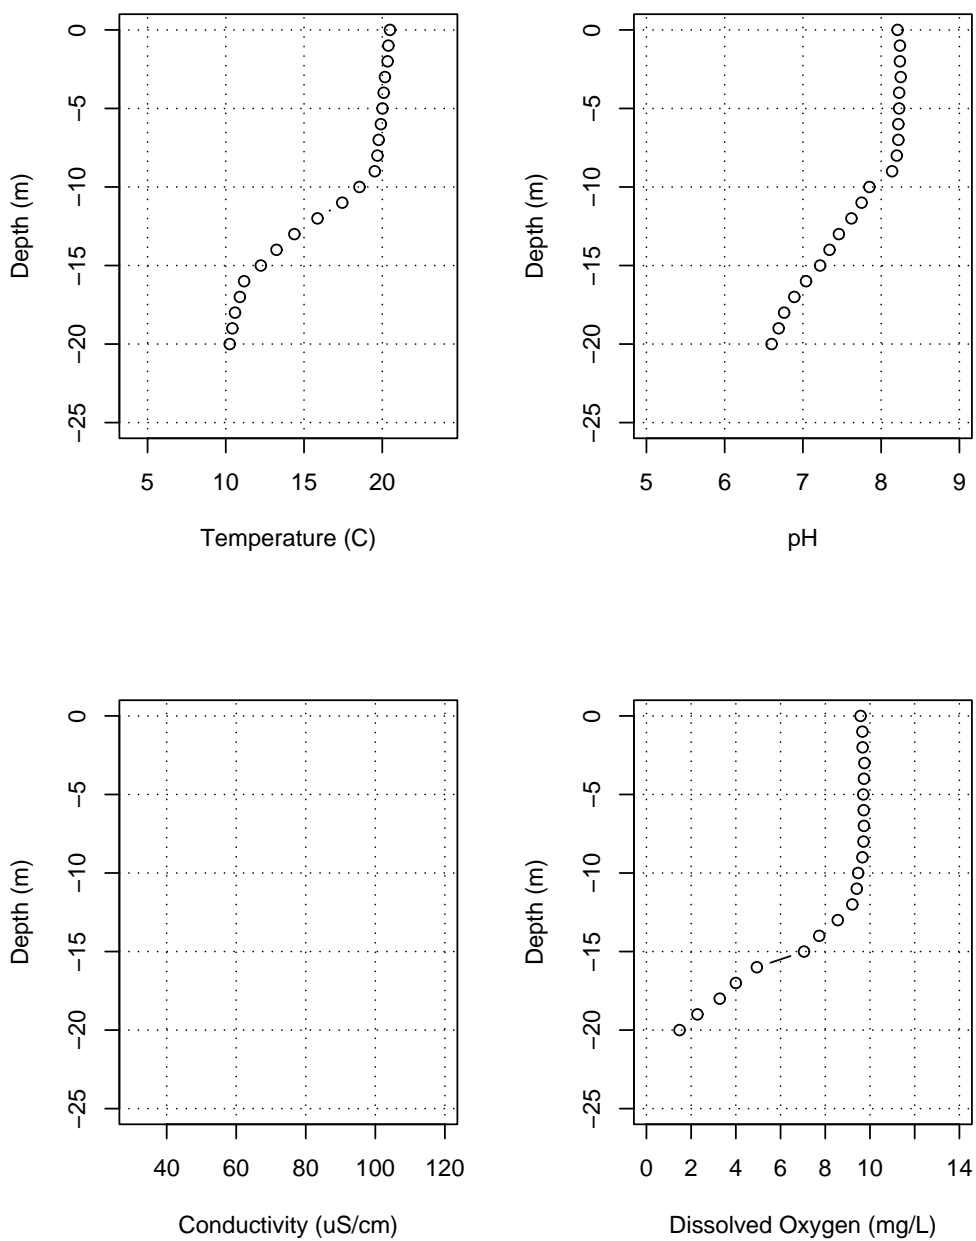 0
−5
−10
−15
−20
−25
Depth (m)
5 10 15 20
Temperature (C)
0
−5
−10
−15
−20
−25
Depth (m)
5 6 7 8 9
pH
0
−5
−10
−15
−20
−25
Depth (m)
40 60 80 100 120
Conductivity (uS/cm)
0
−5
−10
−15
−20
−25
Depth (m)
0 2 4 6 8 10 14
Dissolved Oxygen (mg/L)